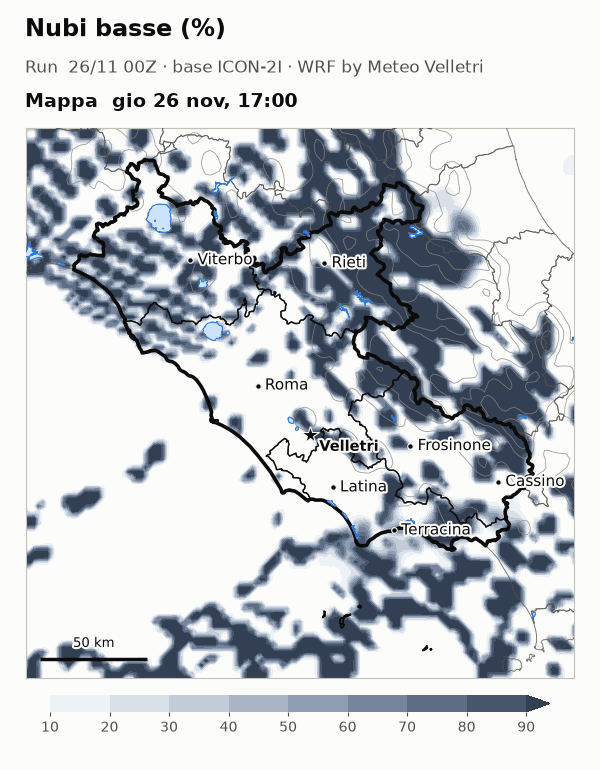 Nubi basse (%)
Run 26/11 00Z · base ICON-2I · WRF by Meteo Velletri
Mappa gio 26 nov, 17:00
Viterbo
Rieti
Roma
Velletri
Frosinone
Cassino
Latina
Terracina
50 km
10 20 30 40 50 60 70 80 90